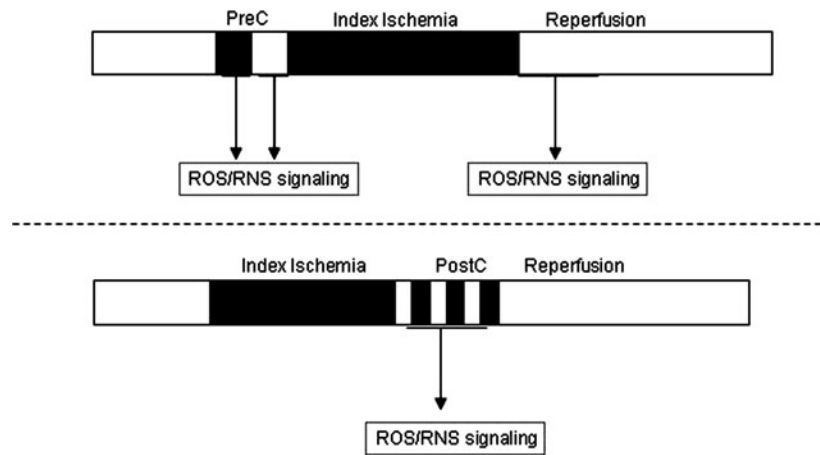 PreC Index Ischemia Reperfusion
ROS/RNS signaling ROS/RNS signaling
Index Ischemia PostC Reperfusion
ROS/RNS signaling